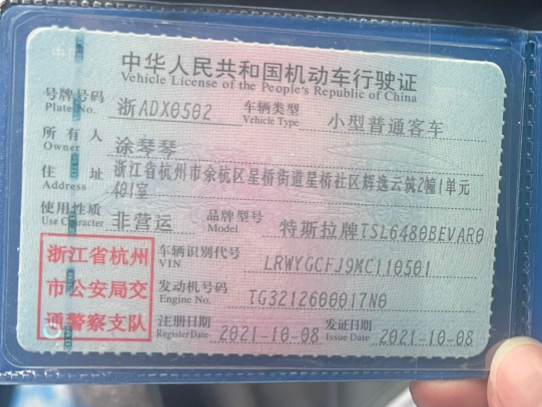 中华人民共和国机动车行驶证
Vehicle License of the People's Republic of China
号牌号码 Plate No. 浙ADX0502 车辆类型 Vehicle Type 小型普通客车
所有人 Owner 涂琴琴
住址 Address 浙江省杭州市余杭区星桥街道星桥社区辉逸云筑2幢1单元
401室
使用性质 Use Character 非营运 品牌型号 Model 特斯拉牌TSL6480BEVAR0
浙江省杭州
市公安局交
通警察支队
车辆识别代号 VIN LRWYGCFJ9MC110501
发动机号码 Engine No. TG3212600017N0
注册日期 Register Date 2021-10-08 发证日期 Issue Date 2021-10-08